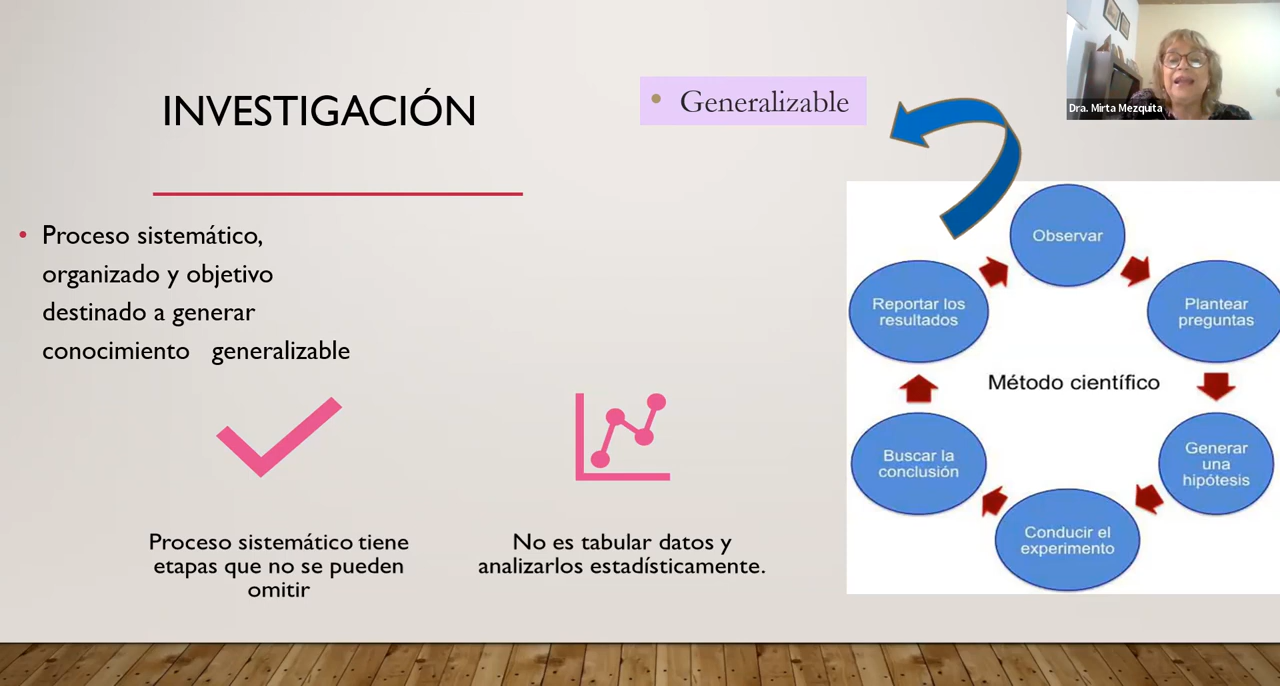 INVESTIGACIÓN
• Generalizable
Dra. Mirta Mezquita
• Proceso sistemático,
organizado y objetivo
destinado a generar
conocimiento generalizable
Proceso sistemático tiene
etapas que no se pueden
omitir
No es tabular datos y
analizarlos estadísticamente.
Observar
Plantear
preguntas
Generar
una
hipótesis
Conducir el
experimento
Buscar la
conclusión
Reportar los
resultados
Método científico